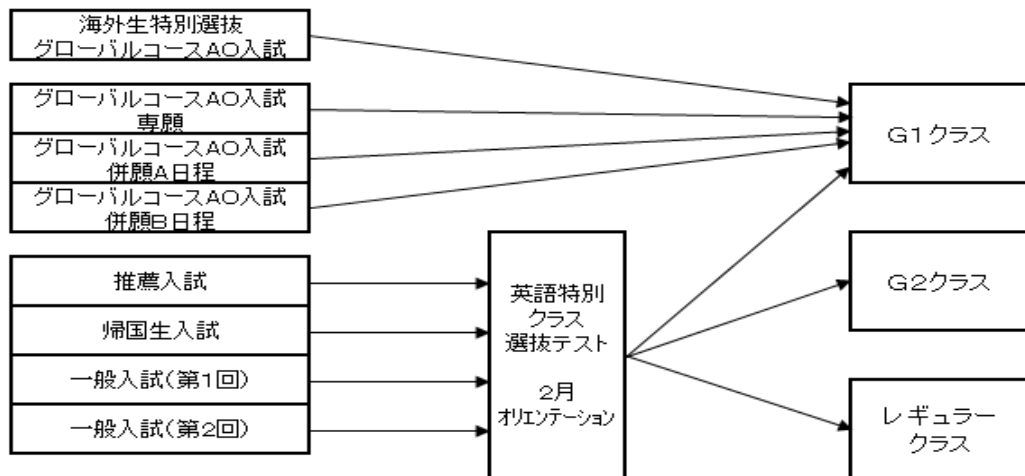 海外生特別選抜
グローバルコースAO入試
グローバルコースAO入試
専願
グローバルコースAO入試
併願A日程
グローバルコースAO入試
併願B日程
推薦入試
帰国生入試
一般入試(第1回)
一般入試(第2回)
英語特別
クラス
選抜テスト
2月
オリエンテーション
G1クラス
G2クラス
レギュラー
クラス